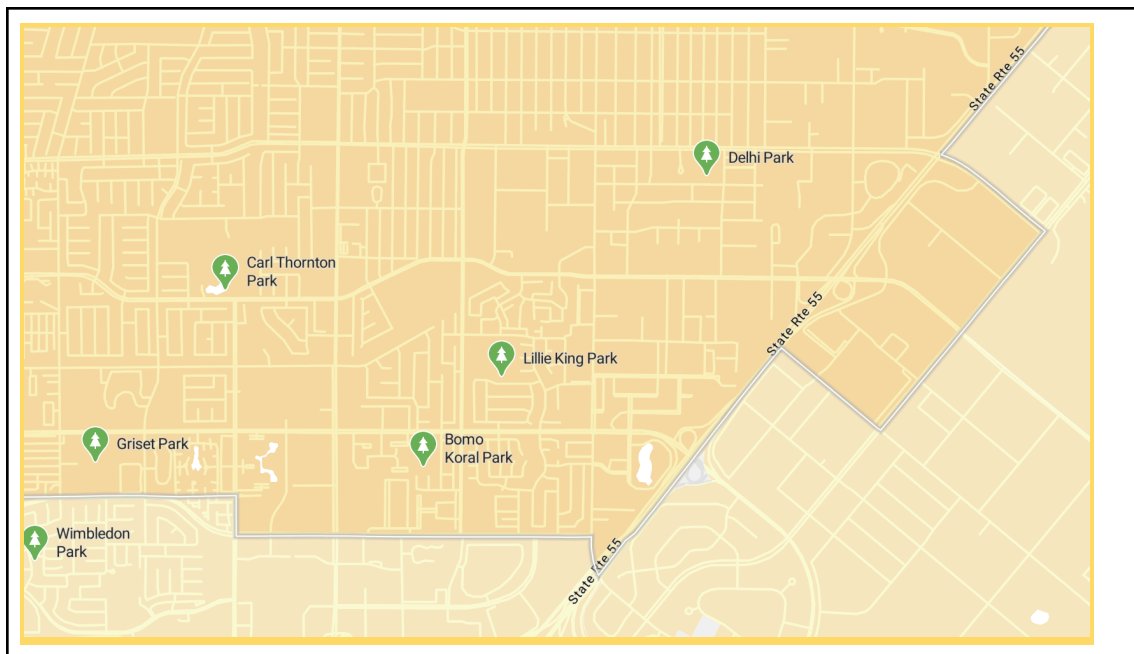 State Rte 55
Delhi Park
Carl Thornton
Park
State Rte 55
Lillie King Park
Griset Park
Bomo
Koral Park
Wimbledon
Park
State Rte 55